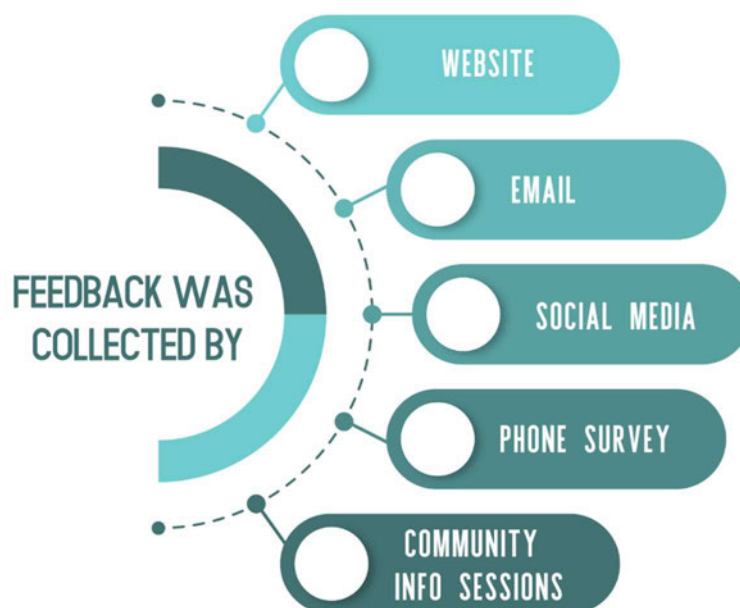 FEEDBACK WAS
COLLECTED BY
WEBSITE
EMAIL
SOCIAL MEDIA
PHONE SURVEY
COMMUNITY
INFO SESSIONS